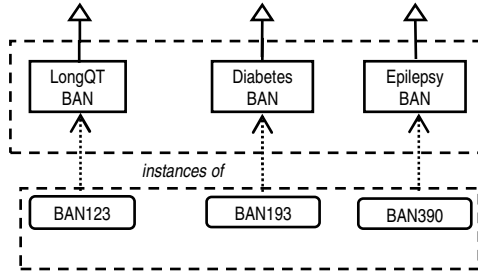 LongQT
BAN
Diabetes
BAN
Epilepsy
BAN
instances of
BAN123
BAN193
BAN390